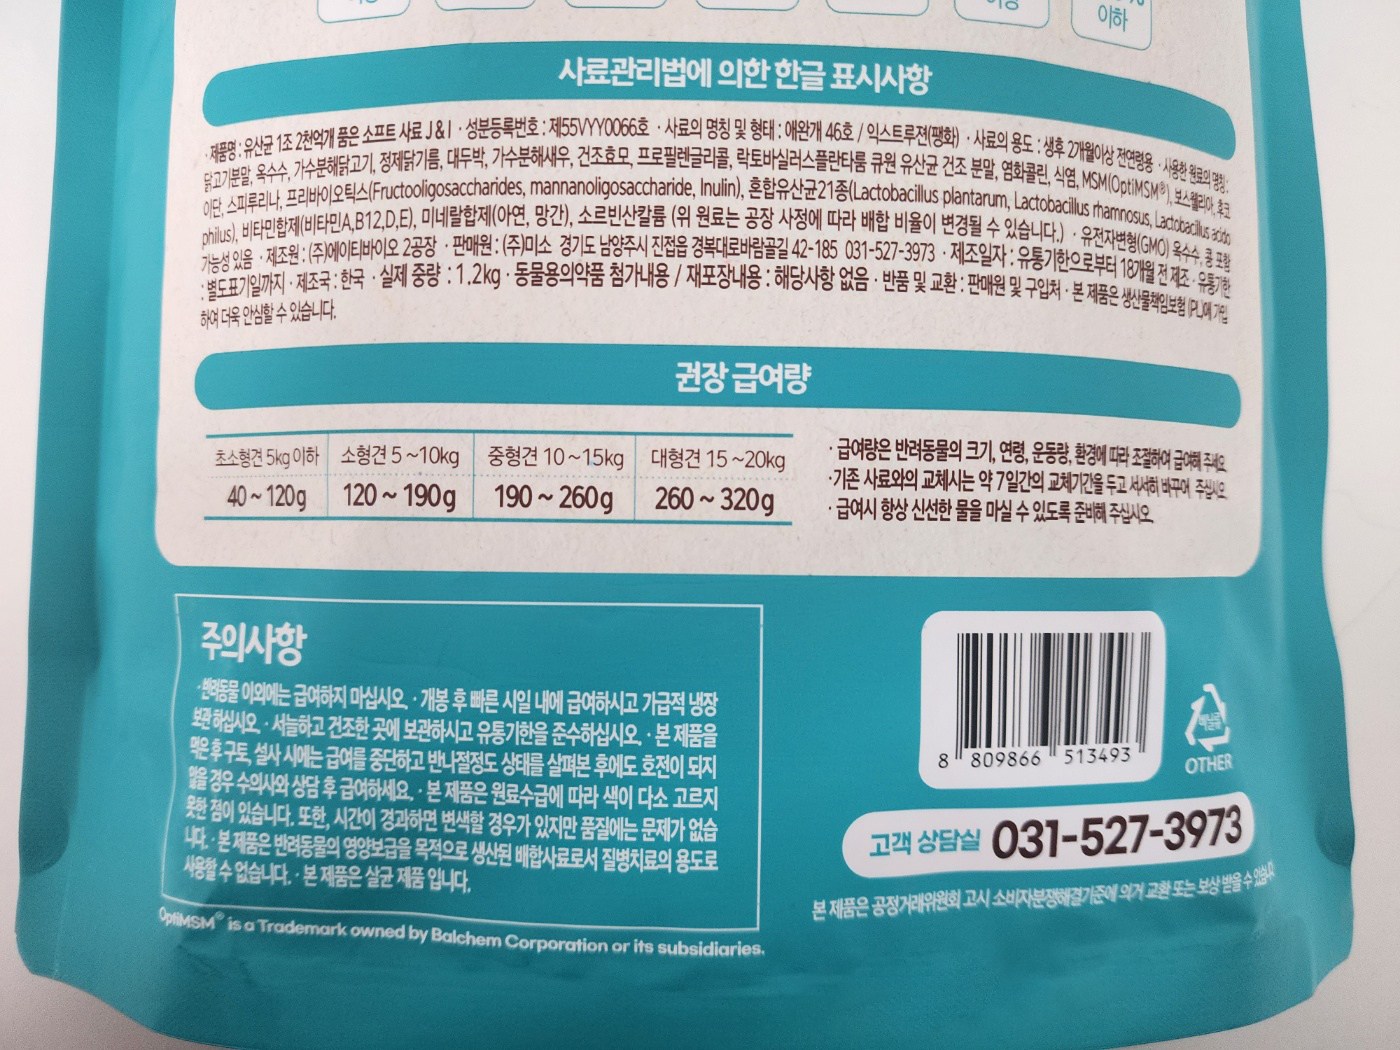 이상
이하
사료관리법에 의한 한글 표시사항
· 제품명 : 유산균 1조 2천억개 품은 소프트 사료 J & I · 성분등록번호 : 제55VYY0066호 · 사료의 명칭 및 형태 : 애완개 46호 / 익스트루젼(팽화) · 사료의 용도 : 생후 2개월이상 전연령용 · 사용한 원료의 명칭 :
닭고기분말, 옥수수, 가수분해닭고기, 정제닭기름, 대두박, 가수분해새우, 건조효모, 프로필렌글리콜, 락토바실러스플란타룸 큐원 유산균 건조 분말, 염화콜린, 식염, MSM(OptiMSM®), 보스웰리아, 후코
이단, 스피루리나, 프리바이오틱스(Fructooligosaccharides, mannanoligosaccharide, Inulin), 혼합유산균21종(Lactobacillus plantarum, Lactobacillus rhamnosus, Lactobacillus acido
philus), 비타민합제(비타민A,B12,D,E), 미네랄합제(아연, 망간), 소르빈산칼륨 (위 원료는 공장 사정에 따라 배합 비율이 변경될 수 있습니다.) · 유전자변형(GMO) 옥수수, 콩 포함
가능성 있음 · 제조원 : (주)에이티바이오 2공장 · 판매원 : (주)미소 경기도 남양주시 진접읍 경복대로바람골길 42-185 031-527-3973 · 제조일자 : 유통기한으로부터 18개월 전 제조 · 유통기한
: 별도표기일까지 · 제조국 : 한국 · 실제 중량 : 1.2kg · 동물용의약품 첨가내용 / 재포장내용 : 해당사항 없음 · 반품 및 교환 : 판매원 및 구입처 · 본 제품은 생산물책임보험 (PL)에 가입
하여 더욱 안심할 수 있습니다.
권장 급여량
초소형견 5kg 이하 소형견 5 ~10kg 중형견 10 ~15kg 대형견 15 ~20kg
40 ~ 120g 120 ~ 190g 190 ~ 260g 260 ~ 320g
· 급여량은 반려동물의 크기, 연령, 운동량, 환경에 따라 조절하여 급여해 주세요.
· 기존 사료와의 교체시는 약 7일간의 교체기간을 두고 서서히 바꾸어 주십시오.
· 급여시 항상 신선한 물을 마실 수 있도록 준비해 주십시오.
주의사항
· 반려동물 이외에는 급여하지 마십시오. · 개봉 후 빠른 시일 내에 급여하시고 가급적 냉장
보관 하십시오. · 서늘하고 건조한 곳에 보관하시고 유통기한을 준수하십시오. · 본 제품을
먹은 후 구토, 설사 시에는 급여를 중단하고 반나절정도 상태를 살펴본 후에도 호전이 되지
않을 경우 수의사와 상담 후 급여하세요. · 본 제품은 원료수급에 따라 색이 다소 고르지
못한 점이 있습니다. 또한, 시간이 경과하면 변색할 경우가 있지만 품질에는 문제가 없습
니다. · 본 제품은 반려동물의 영양보급을 목적으로 생산된 배합사료로서 질병치료의 용도로
사용할 수 없습니다. · 본 제품은 살균 제품 입니다.
OptiMSM® is a Trademark owned by Balchem Corporation or its subsidiaries.
8 809866 513493
비닐류
OTHER
고객 상담실 031-527-3973
본 제품은 공정거래위원회 고시 소비자분쟁해결기준에 의거 교환 또는 보상 받을 수 있습니다.